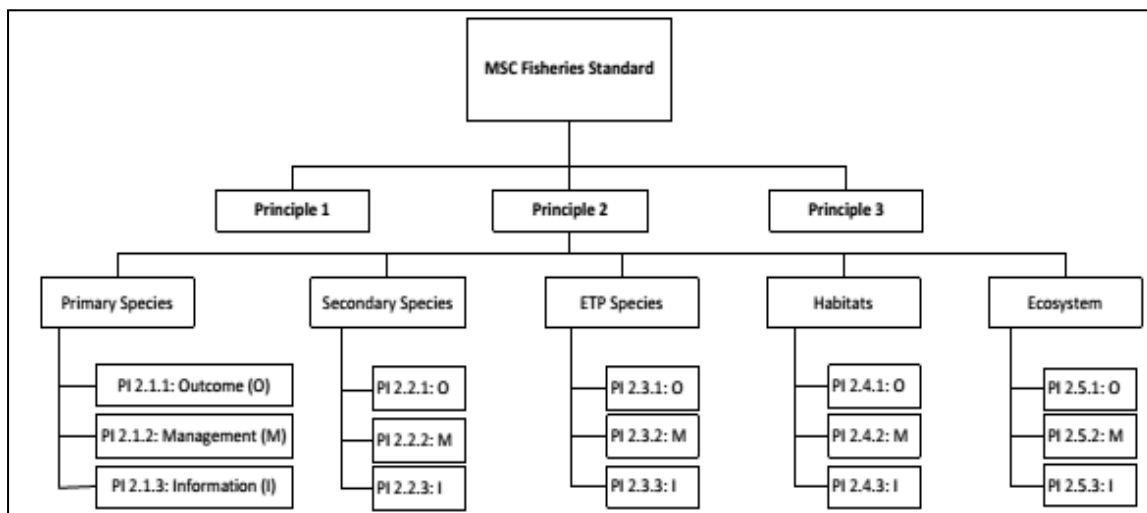 MSC Fisheries Standard
Principle 1
Principle 2
Principle 3
Primary Species
Secondary Species
ETP Species
Habitats
Ecosystem
PI 2.1.1: Outcome (O)
PI 2.2.1: O
PI 2.3.1: O
PI 2.4.1: O
PI 2.5.1: O
PI 2.1.2: Management (M)
PI 2.2.2: M
PI 2.3.2: M
PI 2.4.2: M
PI 2.5.2: M
PI 2.1.3: Information (I)
PI 2.2.3: I
PI 2.3.3: I
PI 2.4.3: I
PI 2.5.3: I